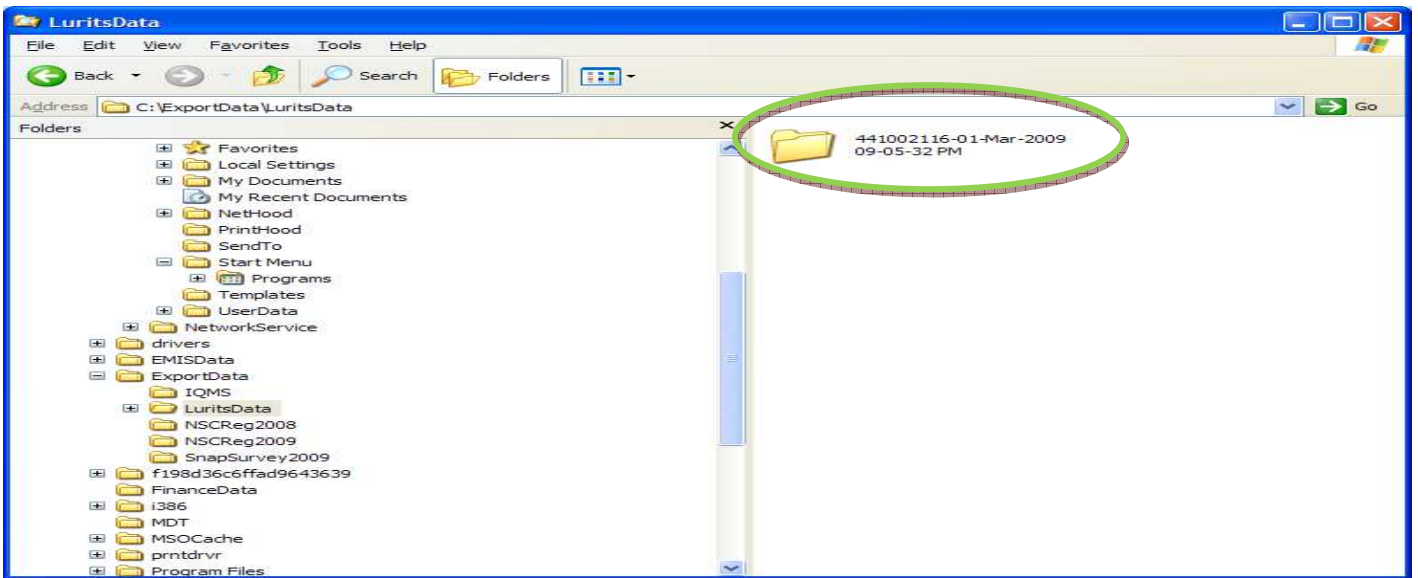 LuritsData
File Edit View Favorites Tools Help
Back Search Folders
Address C:\ExportData\LuritsData Go
Folders
Favorites
Local Settings
My Documents
My Recent Documents
NetHood
PrintHood
SendTo
Start Menu
Programs
Templates
UserData
NetworkService
drivers
EMISData
ExportData
IQMS
LuritsData
NSCReg2008
NSCReg2009
SnapSurvey2009
f198d36c6ffad9643639
FinanceData
i386
MDT
MSOCache
prntdrvr
Program Files
441002116-01-Mar-2009
09-05-32 PM